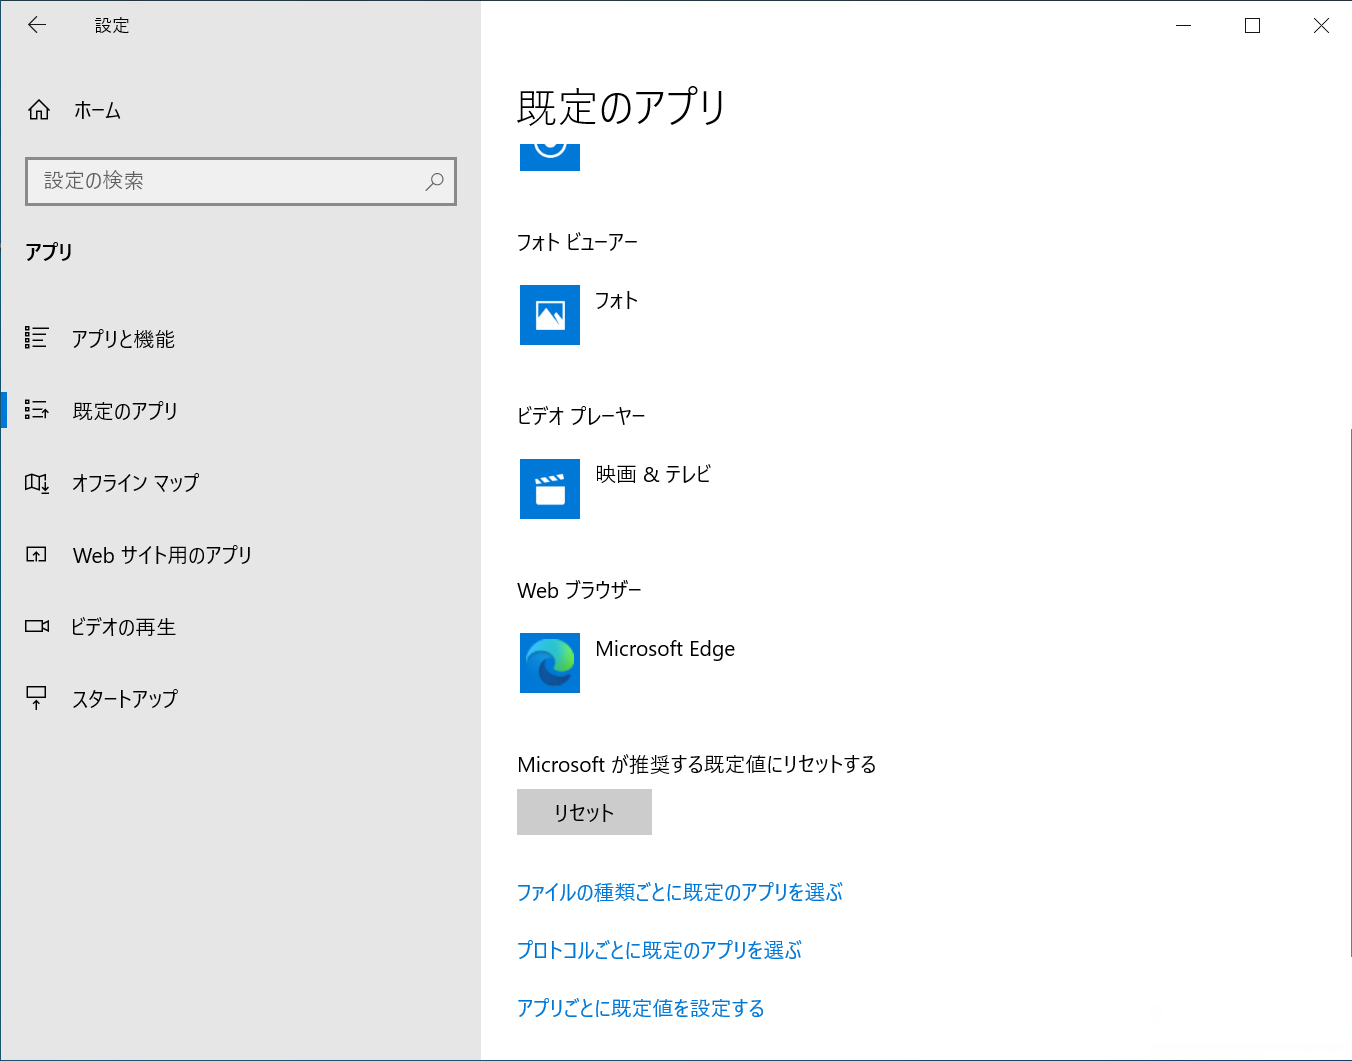 設定
ホーム
設定の検索
アプリ
アプリと機能
既定のアプリ
オフライン マップ
Web サイト用のアプリ
ビデオの再生
スタートアップ
既定のアプリ
フォト ビューアー
フォト
ビデオ プレーヤー
映画 & テレビ
Web ブラウザー
Microsoft Edge
Microsoft が推奨する既定値にリセットする
リセット
ファイルの種類ごとに既定のアプリを選ぶ
プロトコルごとに既定のアプリを選ぶ
アプリごとに既定値を設定する